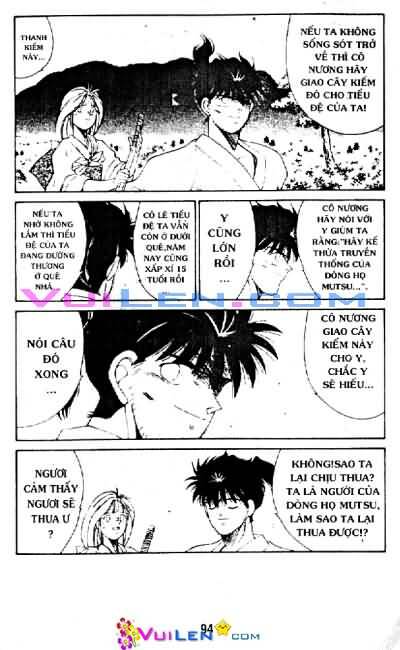 NẾU TA KHÔNG
SỐNG SÓT TRỞ
VỀ THÌ CÔ
NƯƠNG HÃY
GIAO CÂY KIẾM
ĐÓ CHO TIỂU
ĐỆ CỦA TA!
THANH
KIẾM
NÀY...
CÔ NƯƠNG
HÃY NÓI VỚI
Y GIÙM TA
RẰNG:"HÃY KẾ
THỪA TRUYỀN
THỐNG CỦA
DÒNG HỌ
MUTSU...".
Y
CŨNG
LỚN
RỒI ..
CÓ LẼ TIỂU
ĐỆ TA VẪN
CÒN Ở DƯỚI
QUÊ,NĂM
NAY CŨNG
XẤP XỈ 15
TUỔI RỒI
NẾU TA
NHỚ KHÔNG
LẦM THÌ TIỂU
ĐỆ CỦA TA
ĐANG DƯỠNG
THƯƠNG
Ở QUÊ
NHÀ..
VUILEN.COM
CÔ NƯƠNG
GIAO CÂY
KIẾM NÀY
CHO Y,
CHẮC Y
SẼ HIỂU...
NÓI CÂU
ĐÓ
XONG
...
KHÔNG!SAO TA
LẠI CHỊU THUA?
TA LÀ NGƯỜI CỦA
DÒNG HỌ MUTSU,
LÀM SAO TA LẠI
THUA ĐƯỢC!?
NGƯƠI
CẢM THẤY
NGƯƠI SẼ
THUA Ư
?
94
VUILEN.COM